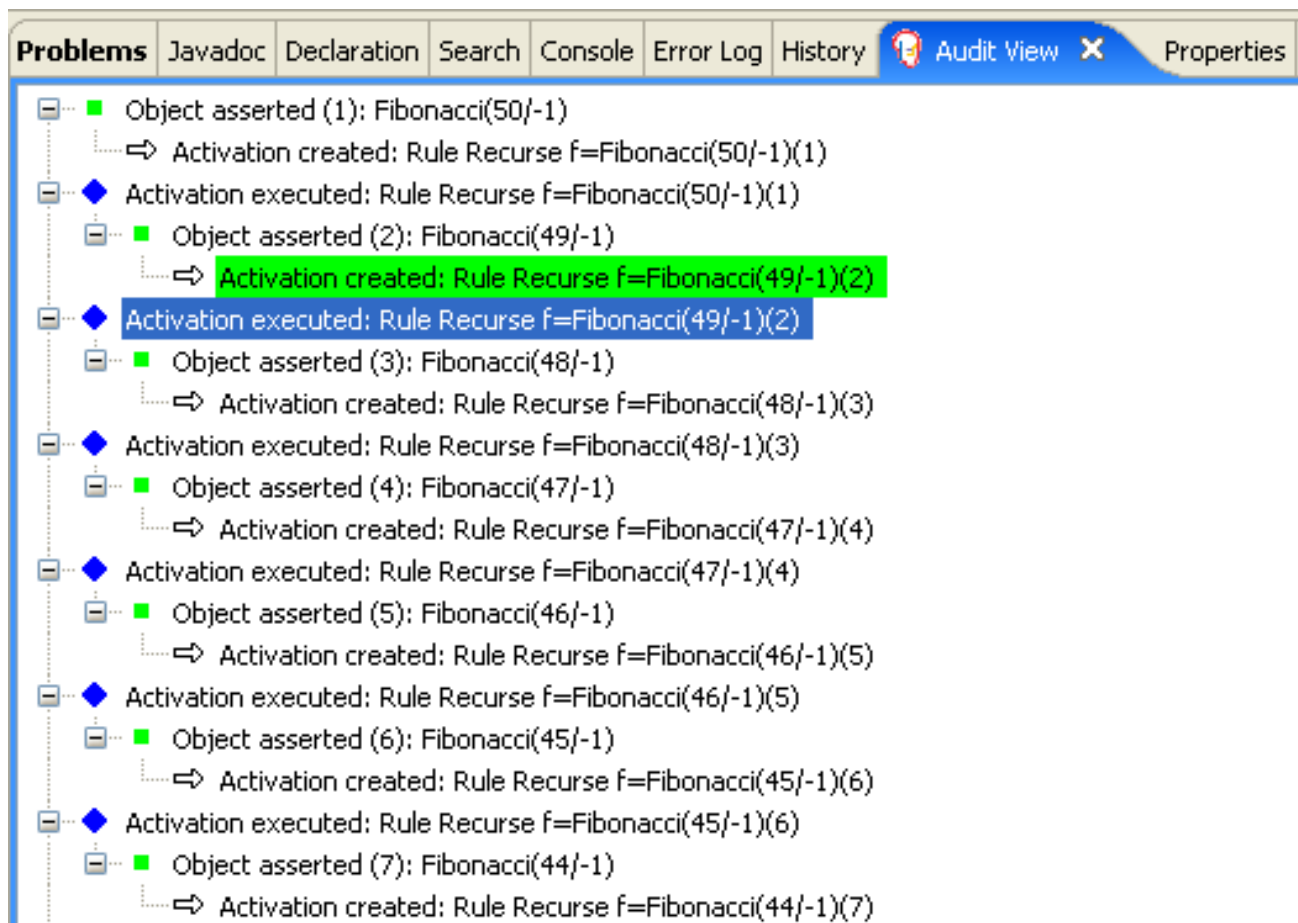 Problems Javadoc Declaration Search Console Error Log History Audit View Properties
Object asserted (1): Fibonacci(50/-1)
Activation created: Rule Recurse f=Fibonacci(50/-1)(1)
Activation executed: Rule Recurse f=Fibonacci(50/-1)(1)
Object asserted (2): Fibonacci(49/-1)
Activation created: Rule Recurse f=Fibonacci(49/-1)(2)
Activation executed: Rule Recurse f=Fibonacci(49/-1)(2)
Object asserted (3): Fibonacci(48/-1)
Activation created: Rule Recurse f=Fibonacci(48/-1)(3)
Activation executed: Rule Recurse f=Fibonacci(48/-1)(3)
Object asserted (4): Fibonacci(47/-1)
Activation created: Rule Recurse f=Fibonacci(47/-1)(4)
Activation executed: Rule Recurse f=Fibonacci(47/-1)(4)
Object asserted (5): Fibonacci(46/-1)
Activation created: Rule Recurse f=Fibonacci(46/-1)(5)
Activation executed: Rule Recurse f=Fibonacci(46/-1)(5)
Object asserted (6): Fibonacci(45/-1)
Activation created: Rule Recurse f=Fibonacci(45/-1)(6)
Activation executed: Rule Recurse f=Fibonacci(45/-1)(6)
Object asserted (7): Fibonacci(44/-1)
Activation created: Rule Recurse f=Fibonacci(44/-1)(7)